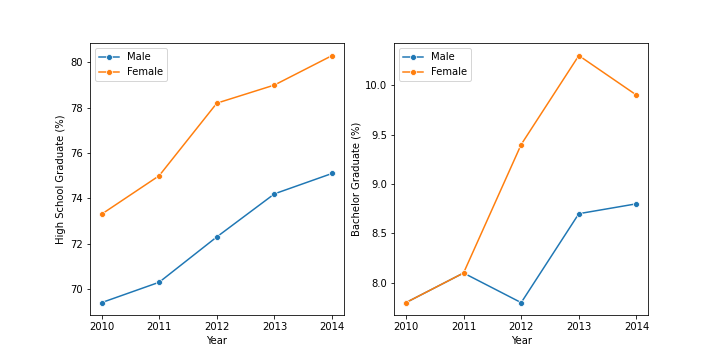 Male
Female
80
78
76
74
72
70
High School Graduate (%)
2010 2011 2012 2013 2014
Year
Male
Female
10.0
9.5
9.0
8.5
8.0
Bachelor Graduate (%)
2010 2011 2012 2013 2014
Year